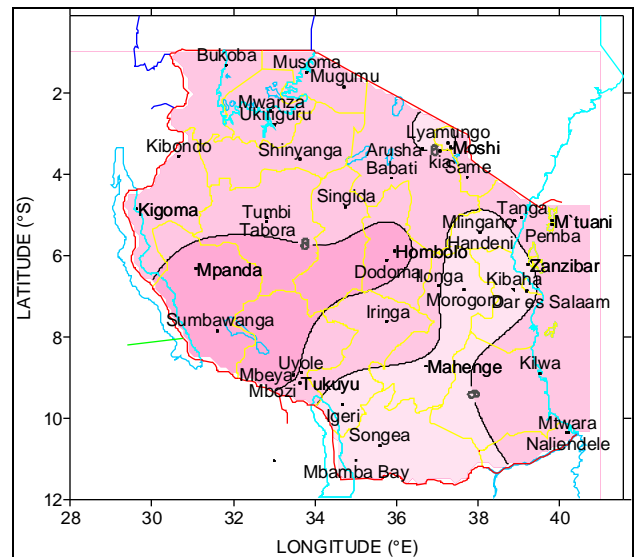 Bukoba
Musoma
Mugumu
2
Mwanza
Ukinguru
Lyamungo
Kibondo
Shinyanga
Arusha
kia
Moshi
4
Babati
Same
Singida
Kigoma
Tumbi
Tabora
Tanga
Mlingano
M`tuani
Handeni
Pemba
8
6
Mpanda
Hombolo
Dodoma
Ilonga
Kibaha
Zanzibar
Morogoro
Dar es Salaam
Sumbawanga
Iringa
8
Uyole
Mbeya
Mbozi
Tukuyu
Mahenge
Kilwa
Igeri
10
Songea
Mtwara
Naliendele
Mbamba Bay
12
28
30
32
34
36
38
40
LATITUDE (°S)
LONGITUDE (°E)